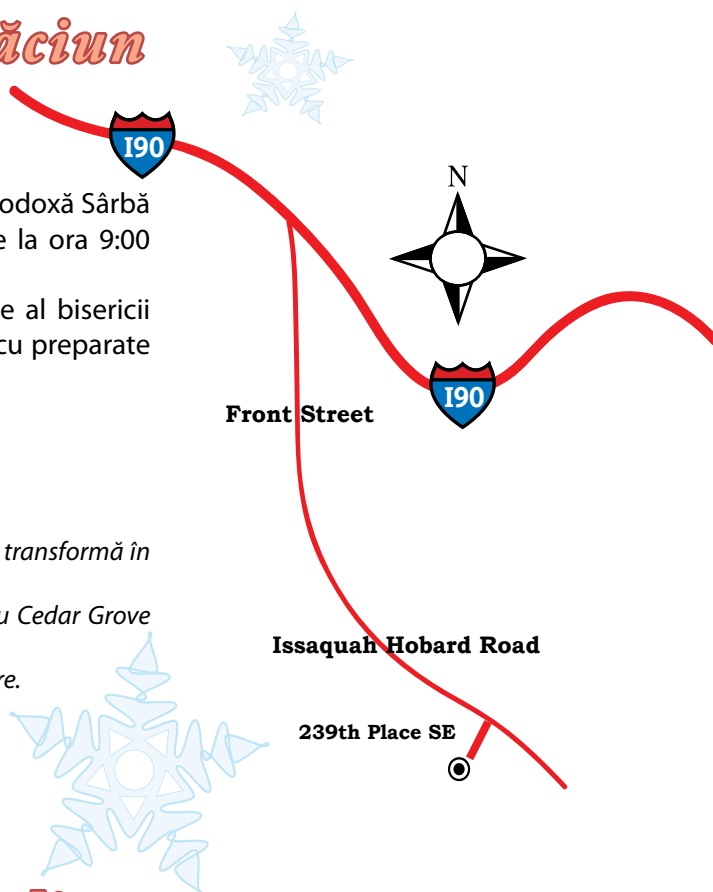 ăciun
I90
N
odoxă Sârbă
e la ora 9:00
e al bisericii
cu preparate
I90
Front Street
transformă în
u Cedar Grove
Issaquah Hobard Road
re.
239th Place SE